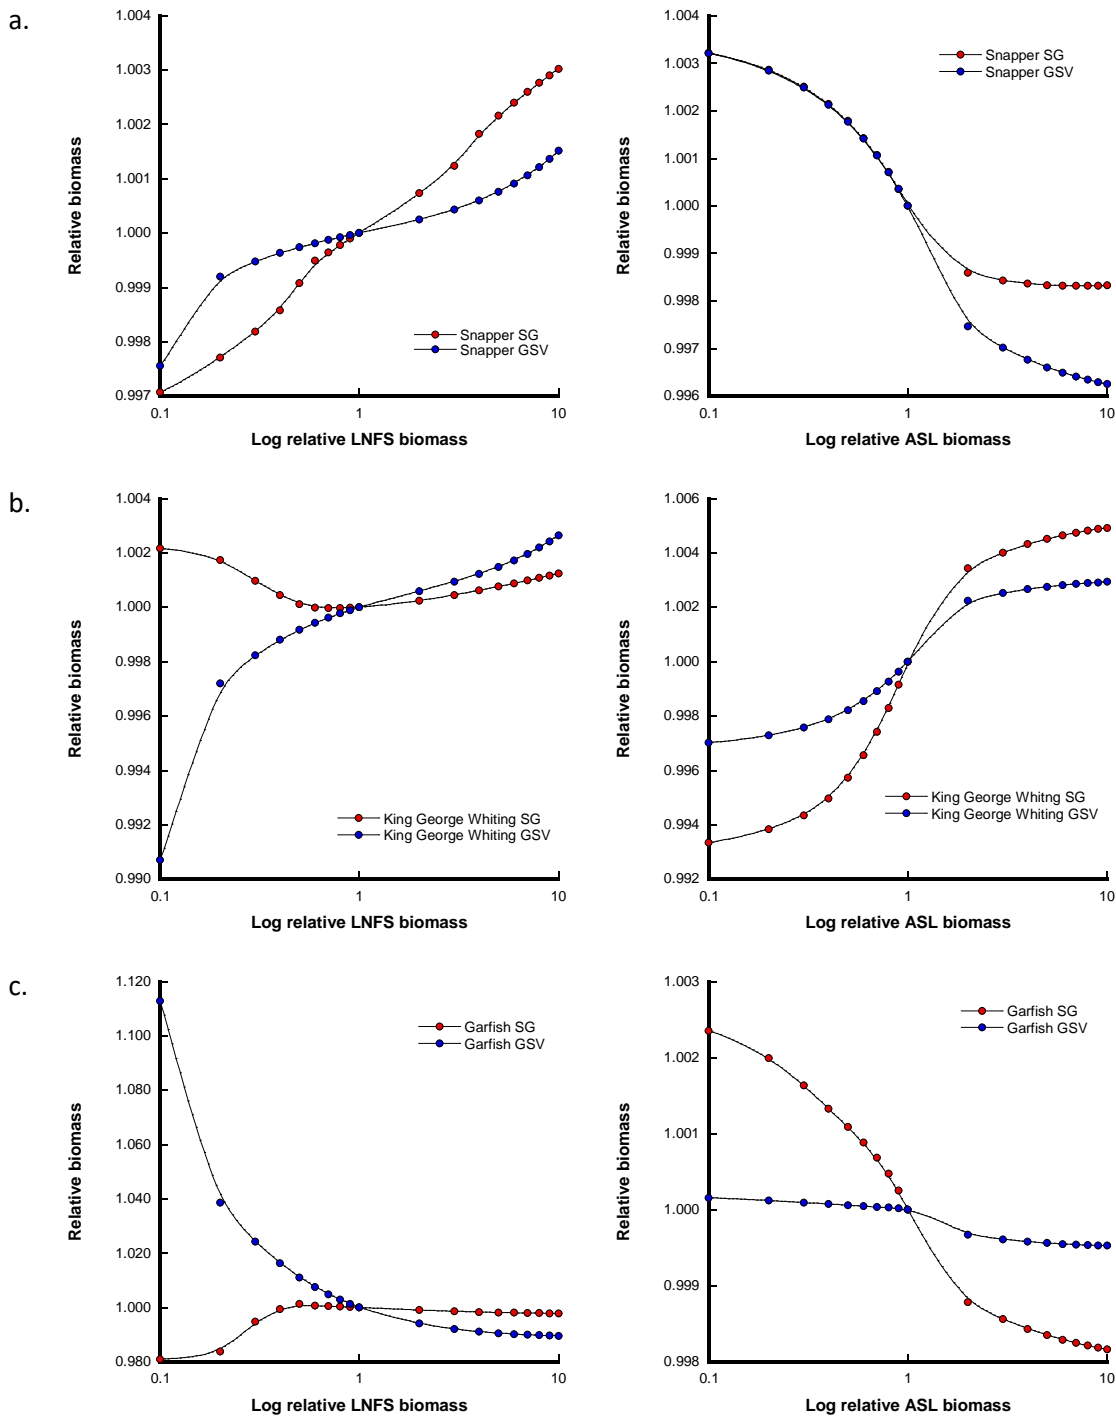 a.
1.004
1.003
1.002
1.001
1.000
0.999
0.998
0.997
Relative biomass
Snapper SG
Snapper GSV
0.1
1
10
Log relative LNFS biomass
1.004
1.003
1.002
1.001
1.000
0.999
0.998
0.997
0.996
Relative biomass
Snapper SG
Snapper GSV
0.1
1
10
Log relative ASL biomass
b.
1.004
1.002
1.000
0.998
0.996
0.994
0.992
0.990
Relative biomass
King George Whiting SG
King George Whiting GSV
0.1
1
10
Log relative LNFS biomass
1.006
1.004
1.002
1.000
0.998
0.996
0.994
0.992
Relative biomass
King George Whitng SG
King George Whiting GSV
0.1
1
10
Log relative ASL biomass
c.
1.120
1.100
1.080
1.060
1.040
1.020
1.000
0.980
Relative biomass
Garfish SG
Garfish GSV
0.1
1
10
Log relative LNFS biomass
1.003
1.002
1.001
1.000
0.999
0.998
Relative biomass
Garfish SG
Garfish GSV
0.1
1
10
Log relative ASL biomass